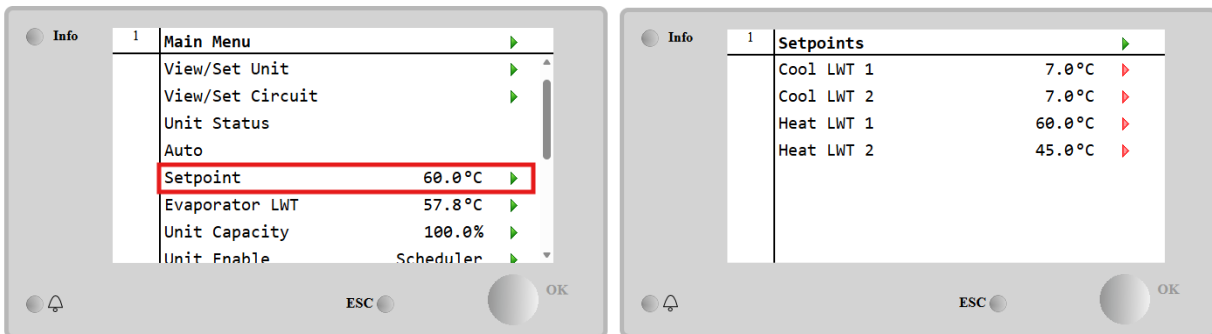 Info
1 Main Menu
View/Set Unit
View/Set Circuit
Unit Status
Auto
Setpoint 60.0°C
Evaporator LWT 57.8°C
Unit Capacity 100.0%
Unit Enable Scheduler
ESC
OK
Info
1 Setpoints
Cool LWT 1 7.0°C
Cool LWT 2 7.0°C
Heat LWT 1 60.0°C
Heat LWT 2 45.0°C
ESC
OK